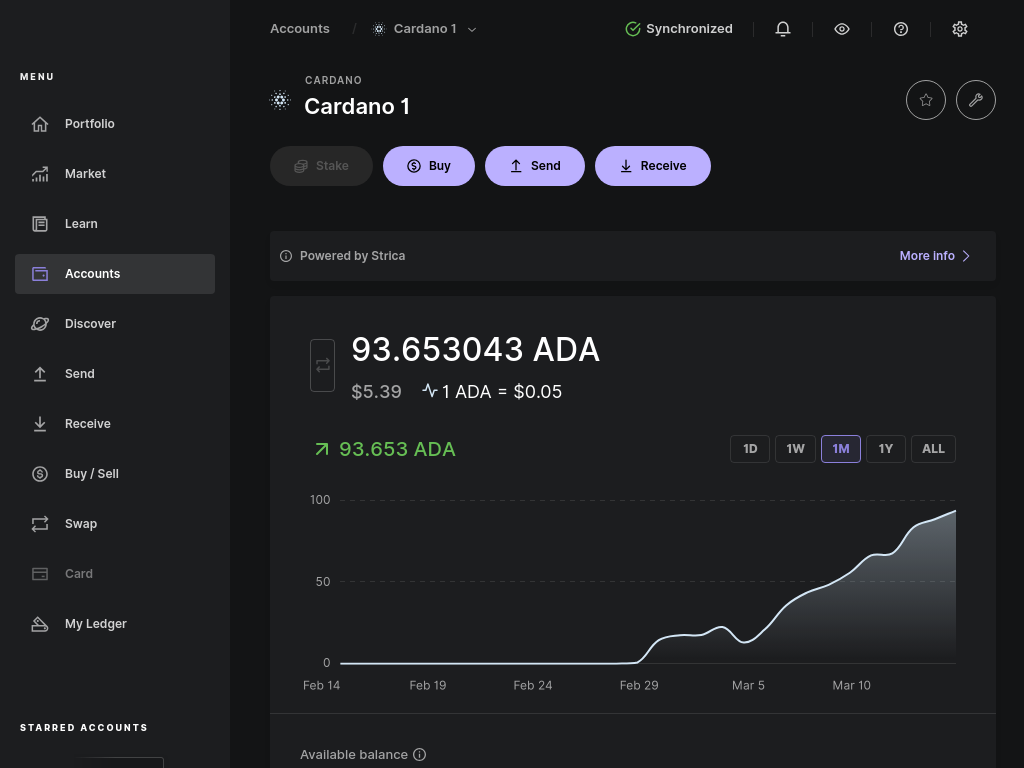 Accounts / Cardano 1
Synchronized
MENU
Portfolio
Market
Learn
Accounts
Discover
Send
Receive
Buy / Sell
Swap
Card
My Ledger
STARRED ACCOUNTS
CARDANO
Cardano 1
Stake
Buy
Send
Receive
Powered by Strica
More info
93.653043 ADA
$5.39
1 ADA = $0.05
93.653 ADA
1D 1W 1M 1Y ALL
100
50
0
Feb 14 Feb 19 Feb 24 Feb 29 Mar 5 Mar 10
Available balance